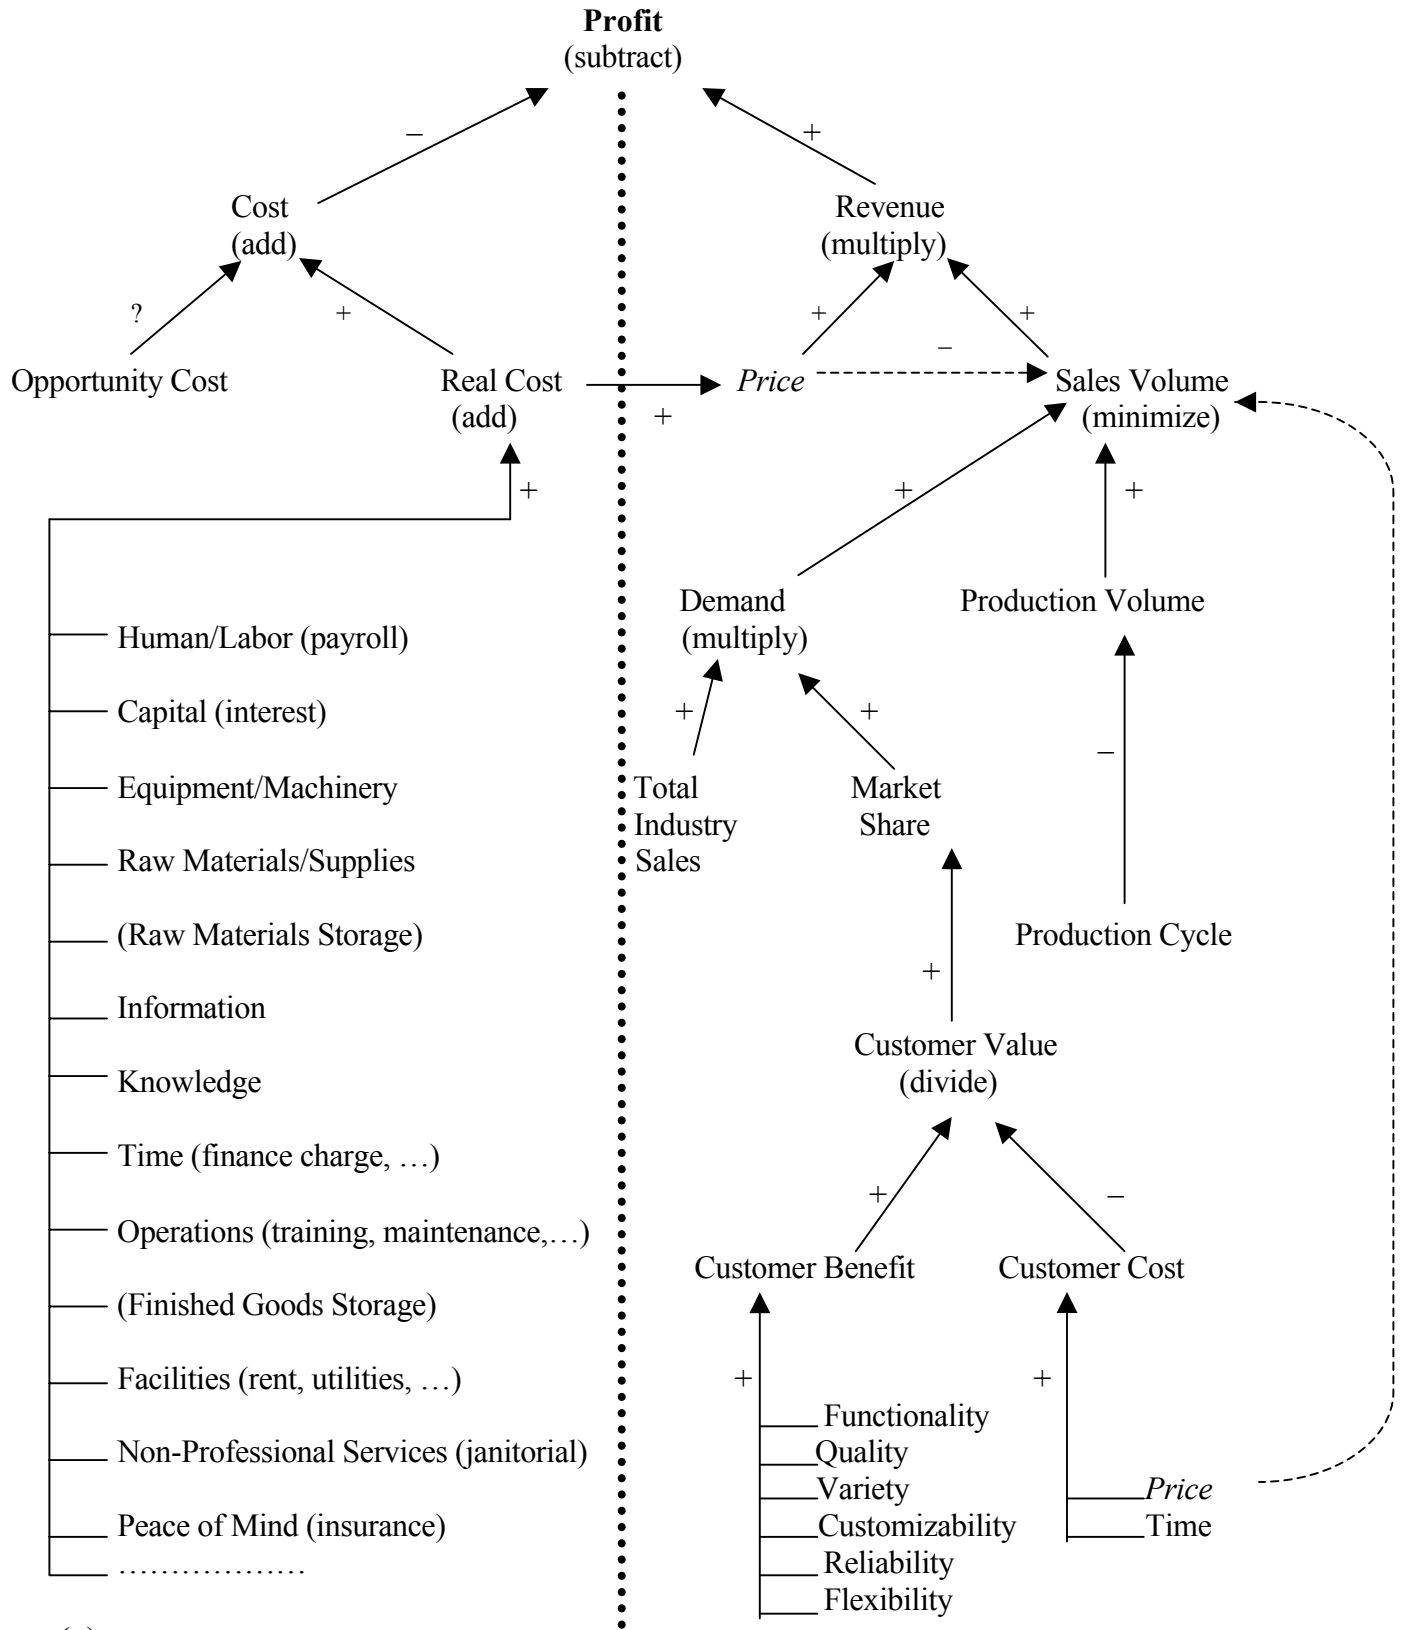 Profit
(subtract)
–
+
Cost
(add)
Revenue
(multiply)
?
+
+
+
–
Opportunity Cost
Real Cost
(add)
+
Price
Sales Volume
(minimize)
+
+
+
Demand
(multiply)
Production Volume
Human/Labor (payroll)
Capital (interest)
Equipment/Machinery
Raw Materials/Supplies
(Raw Materials Storage)
Information
Knowledge
Time (finance charge, …)
Operations (training, maintenance,…)
(Finished Goods Storage)
Facilities (rent, utilities, …)
Non-Professional Services (janitorial)
Peace of Mind (insurance)
………………
+
+
–
Total
Industry
Sales
Market
Share
Production Cycle
+
Customer Value
(divide)
+
–
Customer Benefit
Customer Cost
+
+
Functionality
Quality
Variety
Customizability
Reliability
Flexibility
Price
Time